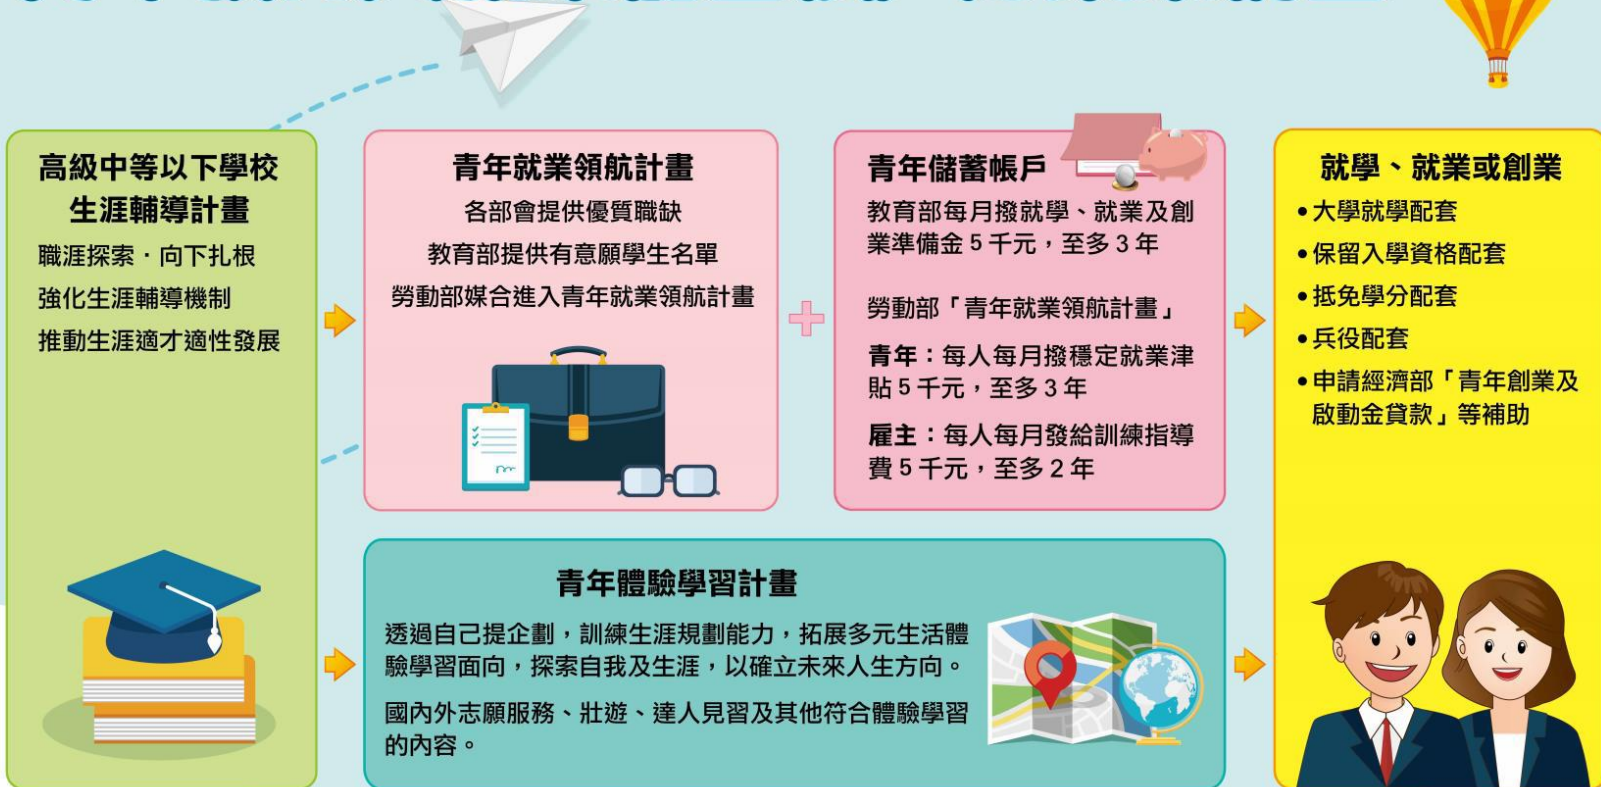 高級中等以下學校
生涯輔導計畫
職涯探索．向下扎根
強化生涯輔導機制
推動生涯適才適性發展
青年就業領航計畫
各部會提供優質職缺
教育部提供有意願學生名單
勞動部媒合進入青年就業領航計畫
青年儲蓄帳戶
教育部每月撥就學、就業及創
業準備金 5 千元，至多 3 年
勞動部「青年就業領航計畫」
青年：每人每月撥穩定就業津
貼 5 千元，至多 3 年
雇主：每人每月發給訓練指導
費 5 千元，至多 2 年
青年體驗學習計畫
透過自己提企劃，訓練生涯規劃能力，拓展多元生活體
驗學習面向，探索自我及生涯，以確立未來人生方向。
國內外志願服務、壯遊、達人見習及其他符合體驗學習
的內容。
就學、就業或創業
•大學就學配套
•保留入學資格配套
•抵免學分配套
•兵役配套
•申請經濟部「青年創業及
啟動金貸款」等補助